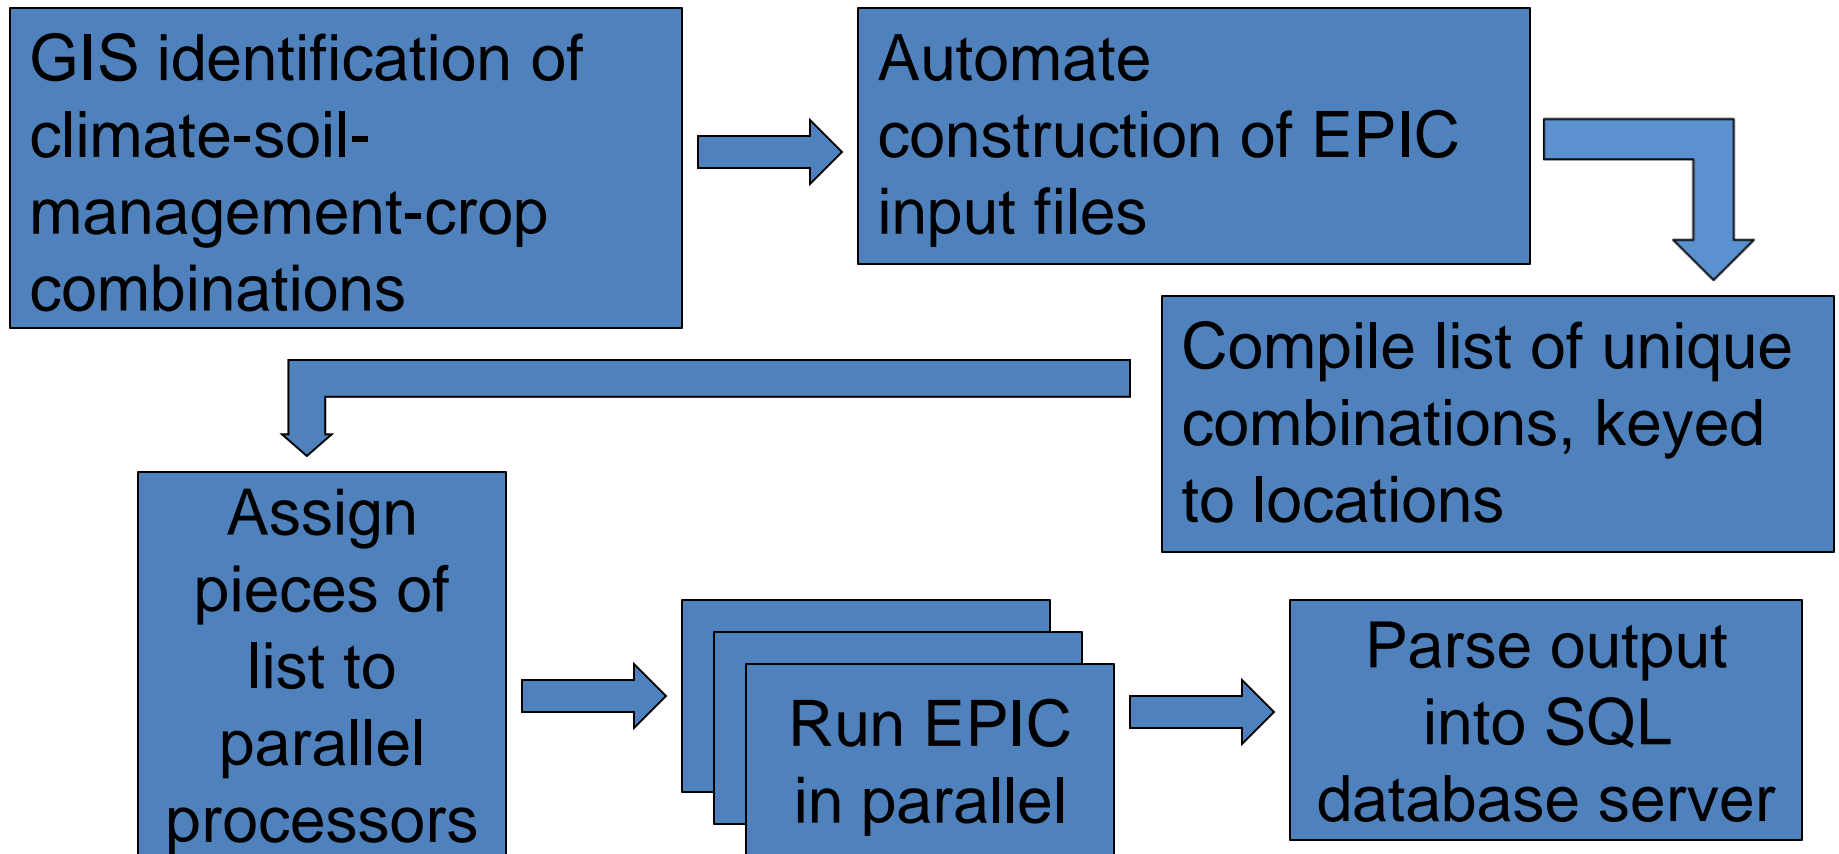 GIS identification of
climate-soil-
management-crop
combinations
Automate
construction of EPIC
input files
Compile list of unique
combinations, keyed
to locations
Assign
pieces of
list to
parallel
processors
Run EPIC
in parallel
Parse output
into SQL
database server